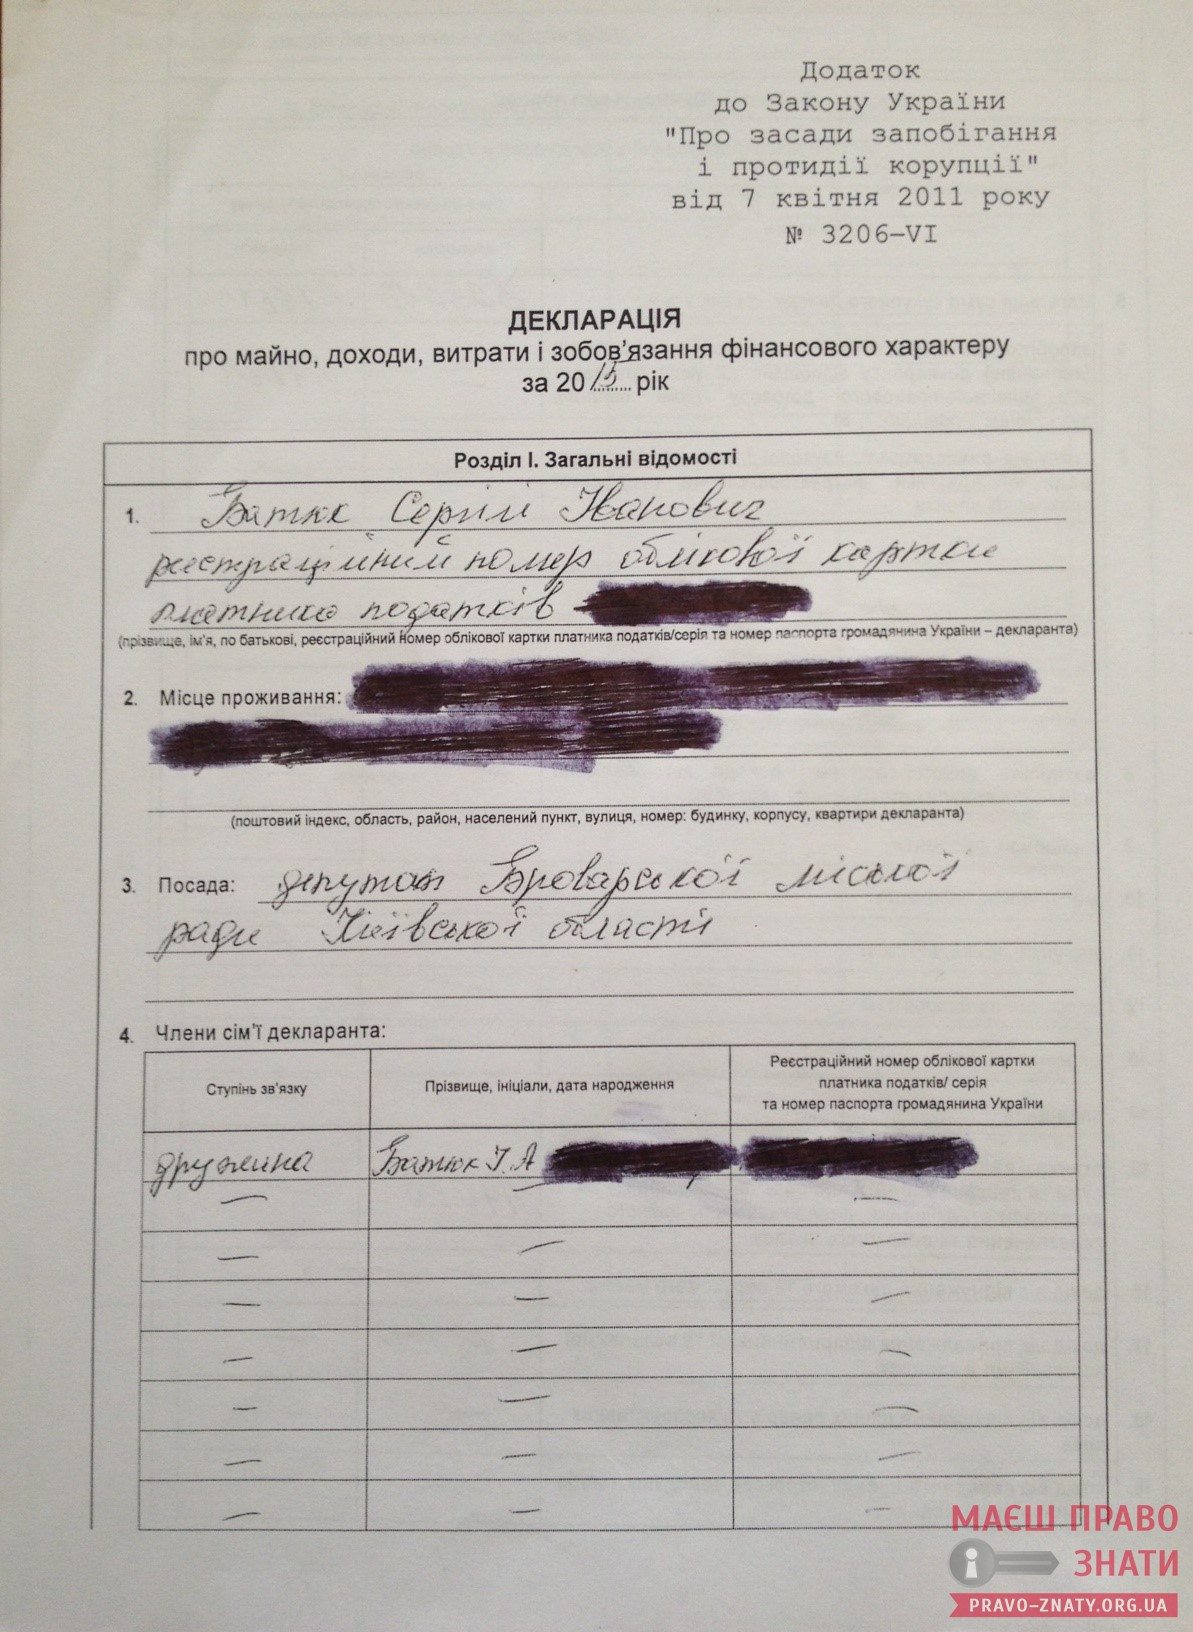 Додаток
до Закону України
"Про засади запобігання
і протидії корупції"
від 7 квітня 2011 року
№ 3206-VI
ДЕКЛАРАЦІЯ
про майно, доходи, витрати і зобов'язання фінансового характеру
за 2015 рік
Розділ I. Загальні відомості
1. Батюк Сергій Іванович
реєстраційний номер облікової картки
платника податків
(прізвище, ім'я, по батькові, реєстраційний номер облікової картки платника податків/серія та номер паспорта громадянина України – декларанта)
2. Місце проживання:
(поштовий індекс, область, район, населений пункт, вулиця, номер: будинку, корпусу, квартири декларанта)
3. Посада: депутат Броварської міської
ради Київської області
4. Члени сім'ї декларанта:
Ступінь зв'язку
Прізвище, ініціали, дата народження
Реєстраційний номер облікової картки
платника податків/ серія
та номер паспорта громадянина України
дружина Батюк І.А
МАЄШ ПРАВО
ЗНАТИ
PRAVO-ZNATY.ORG.UA